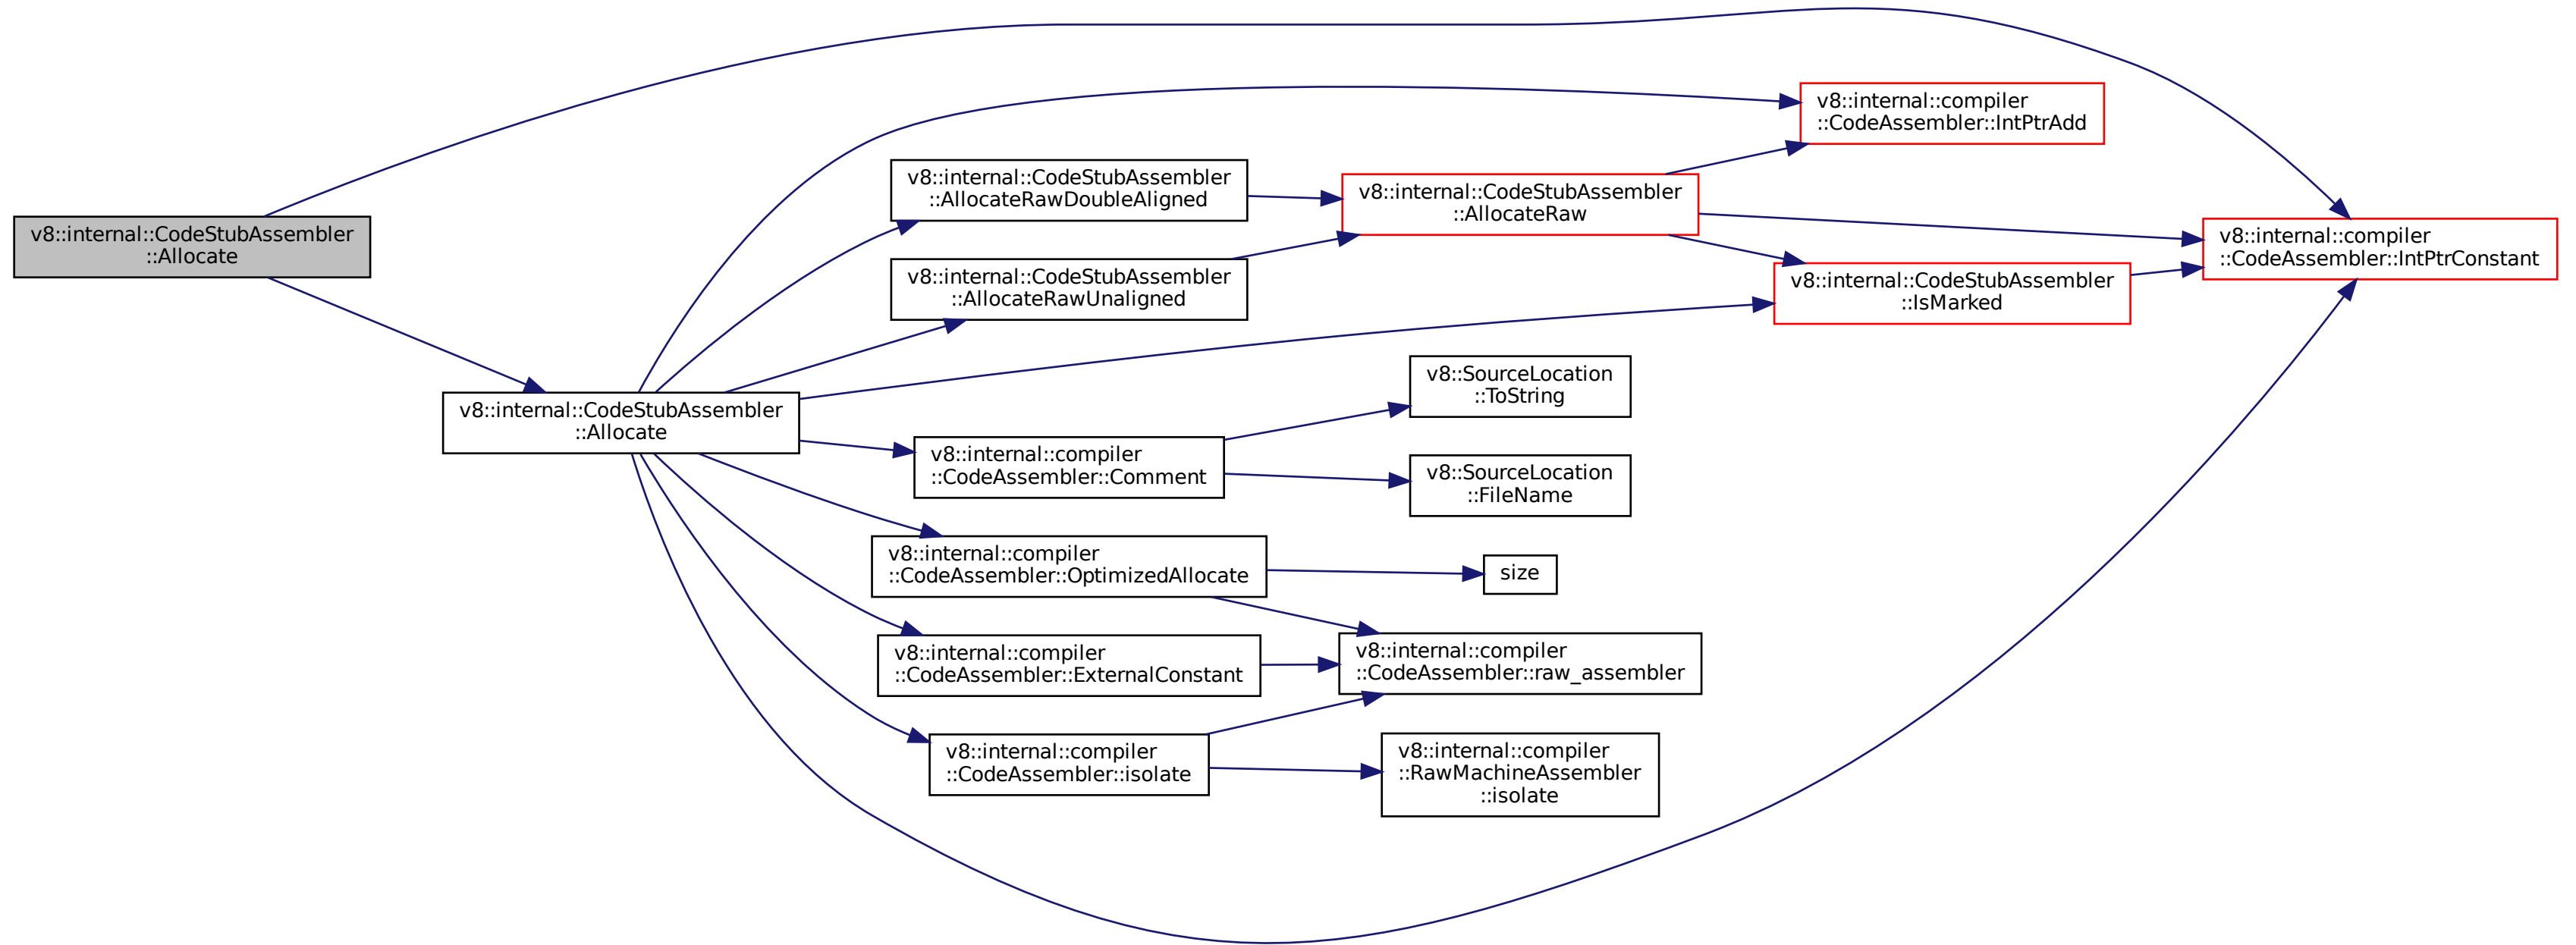 v8::internal::CodeStubAssembler
::Allocate
v8::internal::CodeStubAssembler
::Allocate
v8::internal::compiler
::CodeAssembler::IntPtrAdd
v8::internal::CodeStubAssembler
::AllocateRawDoubleAligned
v8::internal::CodeStubAssembler
::AllocateRaw
v8::internal::compiler
::CodeAssembler::IntPtrConstant
v8::internal::CodeStubAssembler
::AllocateRawUnaligned
v8::internal::CodeStubAssembler
::IsMarked
v8::SourceLocation
::ToString
v8::internal::compiler
::CodeAssembler::Comment
v8::SourceLocation
::FileName
v8::internal::compiler
::CodeAssembler::OptimizedAllocate
size
v8::internal::compiler
::CodeAssembler::ExternalConstant
v8::internal::compiler
::CodeAssembler::raw_assembler
v8::internal::compiler
::CodeAssembler::isolate
v8::internal::compiler
::RawMachineAssembler
::isolate